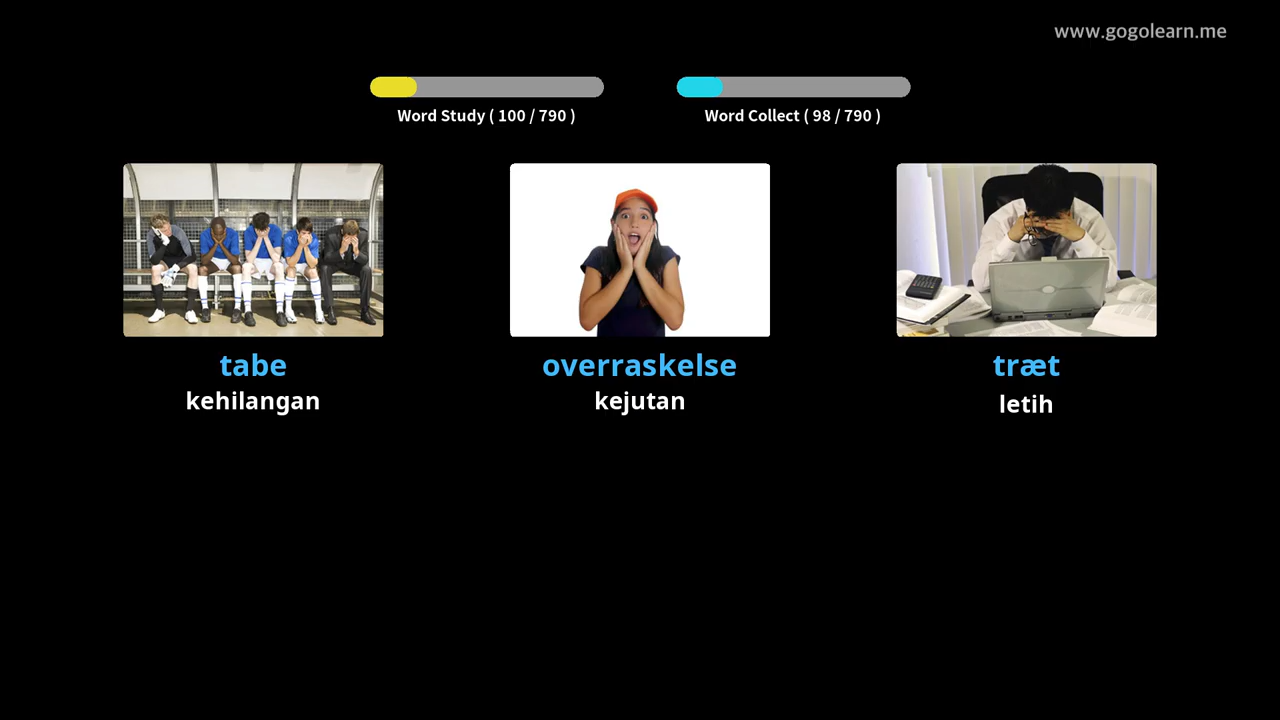 www.gogolearn.me
Word Study ( 100 / 790 )
Word Collect ( 98 / 790 )
tabe
kehilangan
overraskelse
kejutan
træt
letih